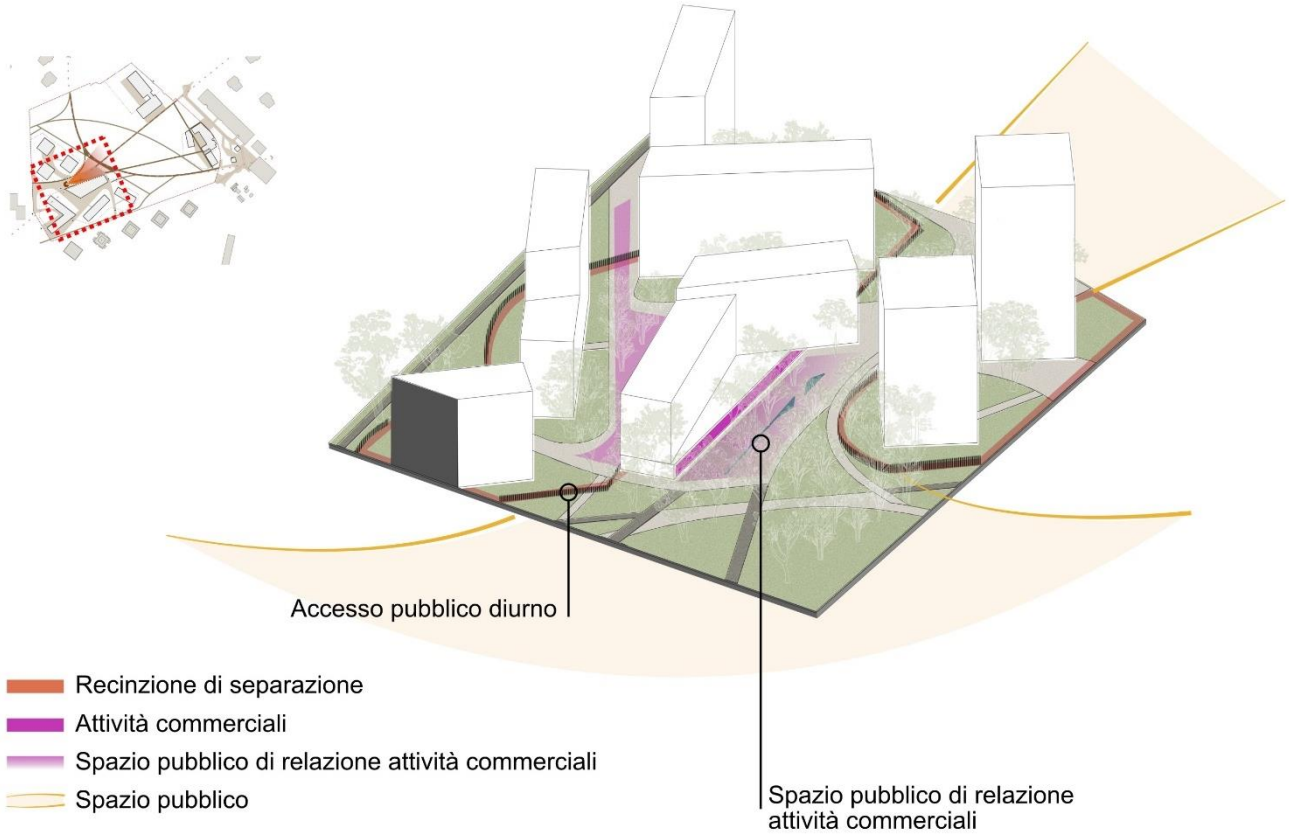 Accesso pubblico diurno
Recinzione di separazione
Attività commerciali
Spazio pubblico di relazione attività commerciali
Spazio pubblico
Spazio pubblico di relazione
attività commerciali